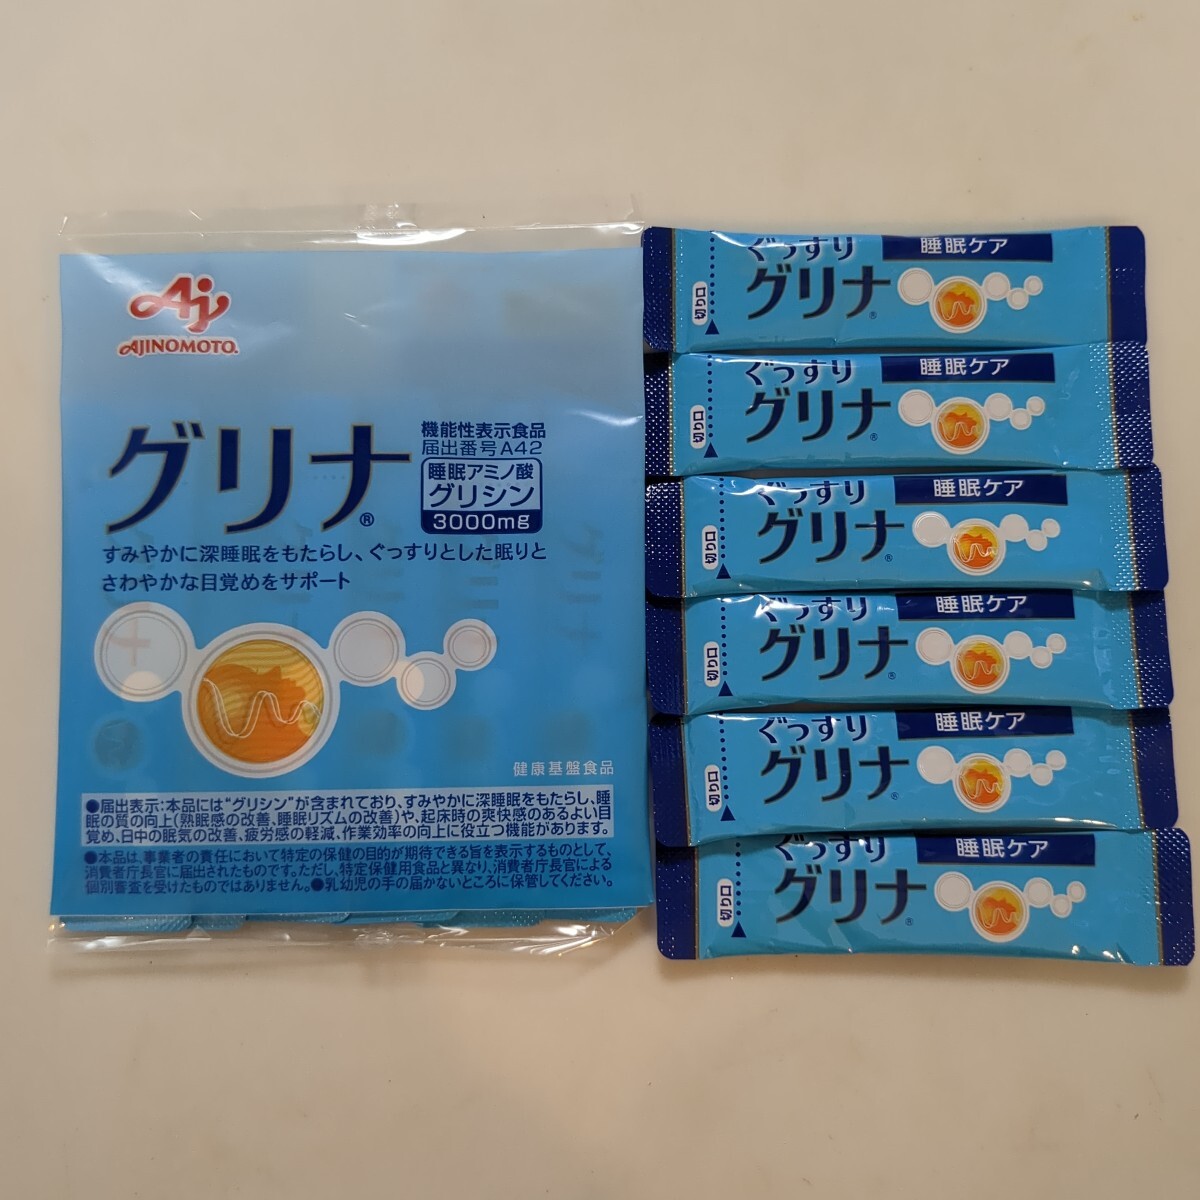 Aj
AJINOMOTO®
グリナ®
機能性表示食品
届出番号A42
睡眠アミノ酸
グリシン
3000mg
すみやかに深睡眠をもたらし、ぐっすりとした眠りと
さわやかな目覚めをサポート
健康基盤食品
●届出表示:本品には“グリシン”が含まれており、すみやかに深睡眠をもたらし、睡
眠の質の向上(熟眠感の改善、睡眠リズムの改善)や、起床時の爽快感のあるよい目
覚め、日中の眠気の改善、疲労感の軽減、作業効率の向上に役立つ機能があります。
●本品は、事業者の責任において特定の保健の目的が期待できる旨を表示するものとして、
消費者庁長官に届出されたものです。ただし、特定保健用食品と異なり、消費者庁長官による
個別審査を受けたものではありません。●乳幼児の手の届かないところに保管してください。
ぐっすり
グリナ®
睡眠ケア
切り口
ぐっすり
グリナ®
睡眠ケア
切り口
ぐっすり
グリナ®
睡眠ケア
切り口
ぐっすり
グリナ®
睡眠ケア
切り口
ぐっすり
グリナ®
睡眠ケア
切り口
ぐっすり
グリナ®
睡眠ケア
切り口